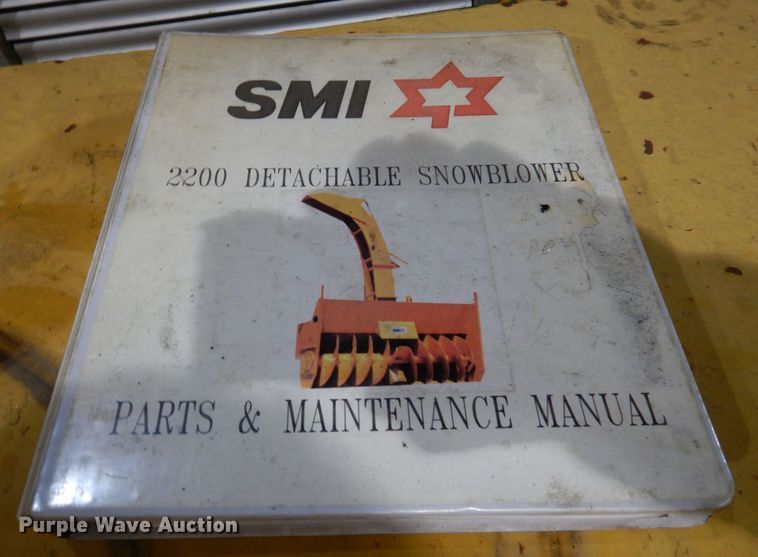 SMI
2200 DETACHABLE SNOWBLOWER
PARTS & MAINTENANCE MANUAL
Purple Wave Auction